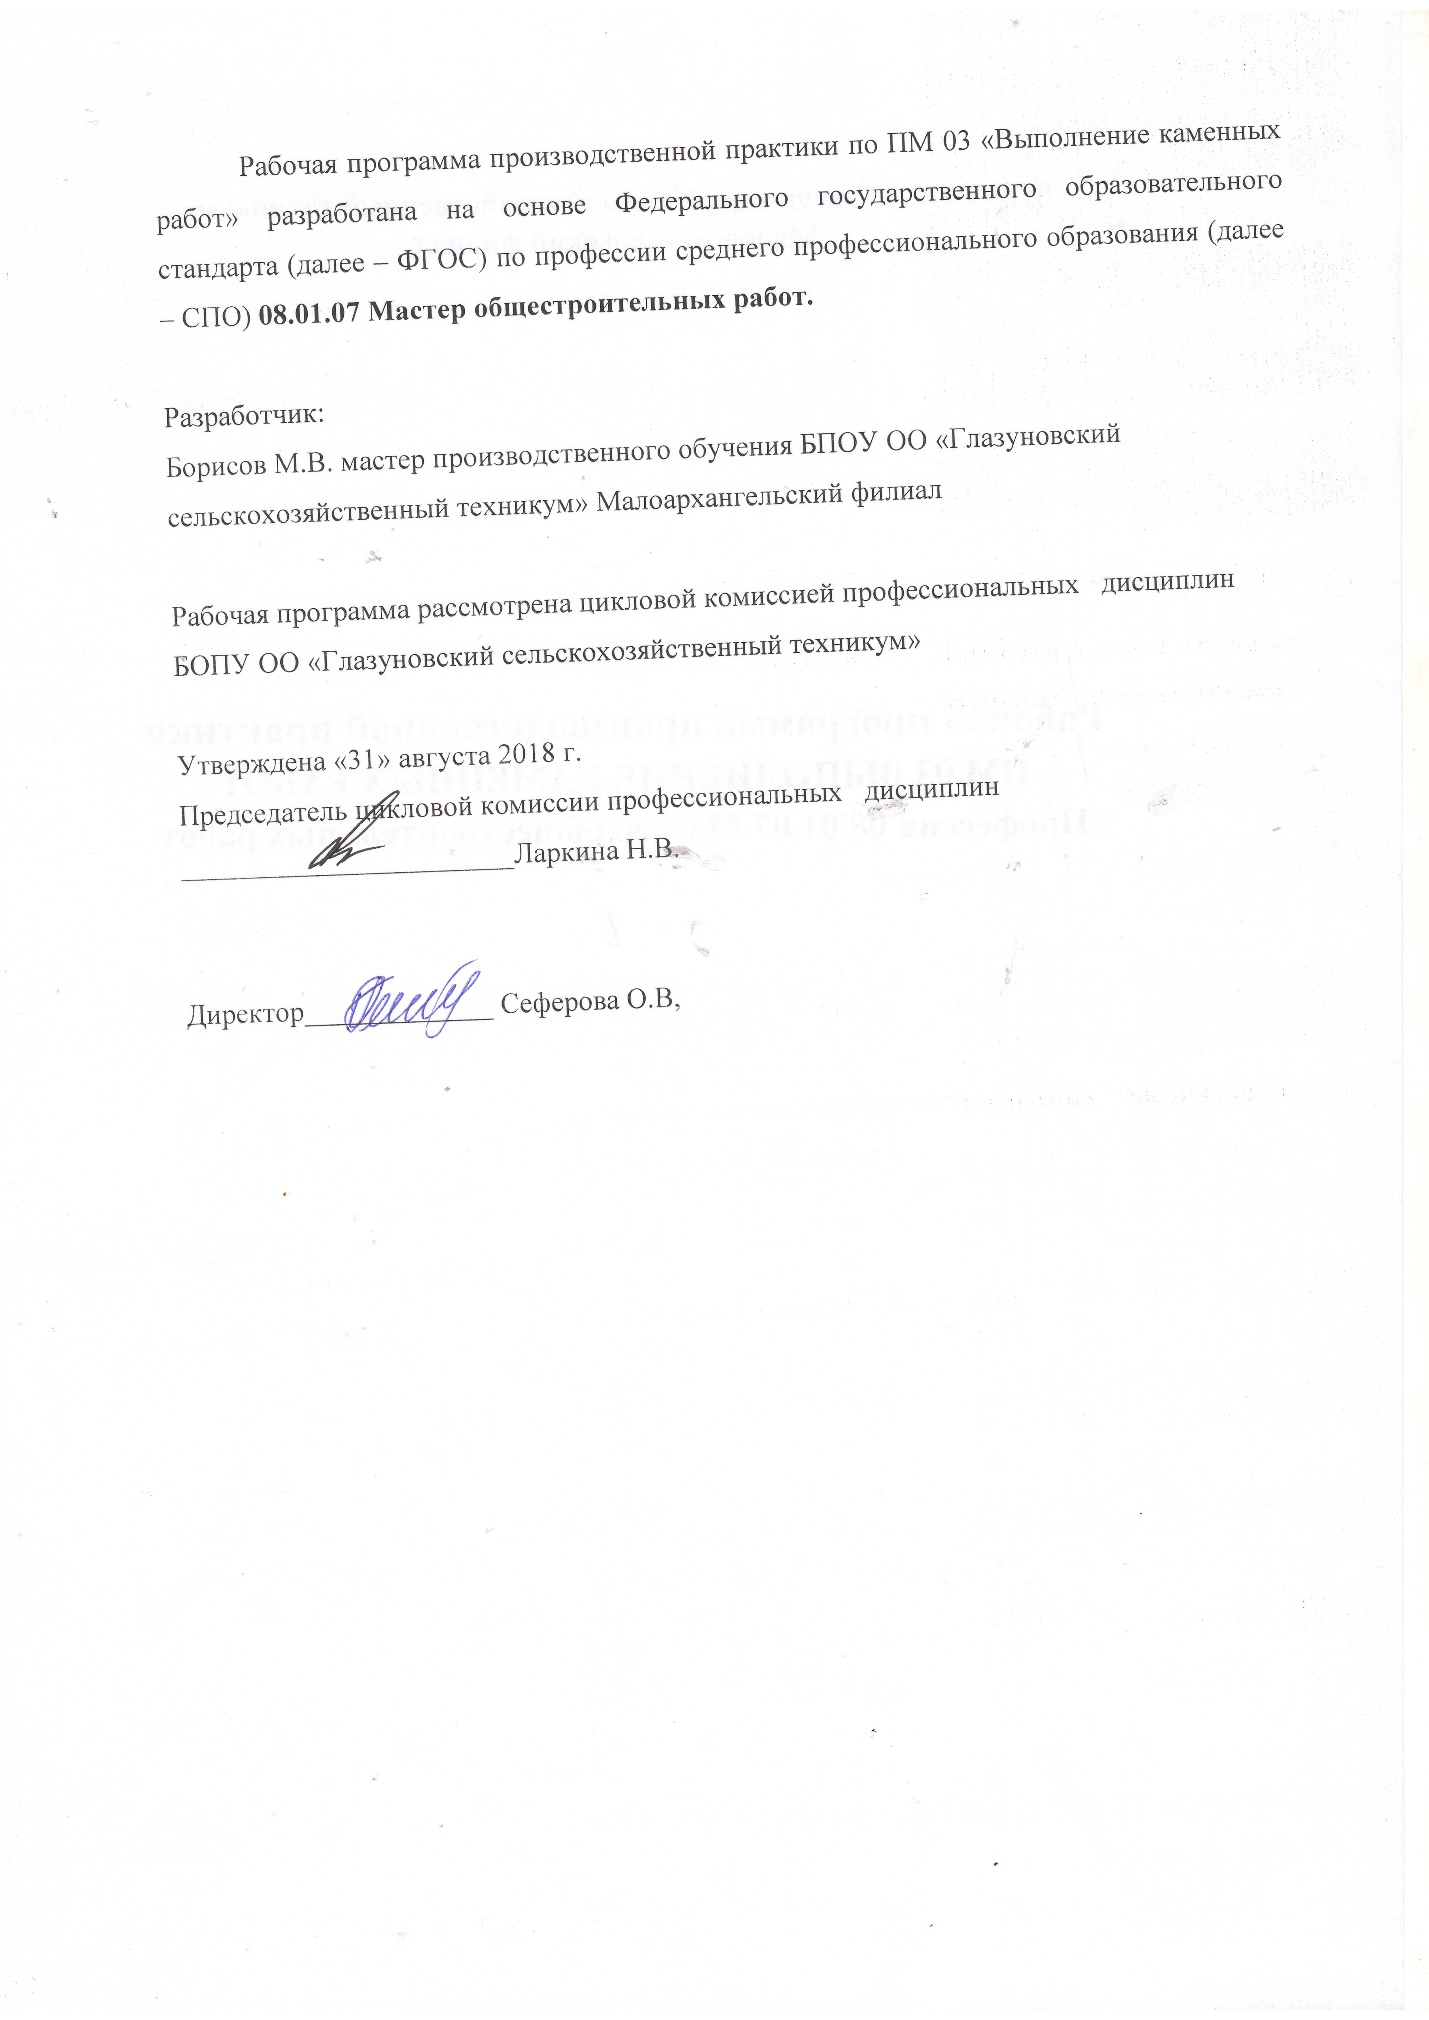 Рабочая программа производственной практики по ПМ 03 «Выполнение каменных
работ» разработана на основе Федерального государственного образовательного
стандарта (далее – ФГОС) по профессии среднего профессионального образования (далее
– СПО) 08.01.07 Мастер общестроительных работ.
Разработчик:
Борисов М.В. мастер производственного обучения БПОУ ОО «Глазуновский
сельскохозяйственный техникум» Малоархангельский филиал
Рабочая программа рассмотрена цикловой комиссией профессиональных дисциплин
БОПУ ОО «Глазуновский сельскохозяйственный техникум»
Утверждена «31» августа 2018 г.
Председатель цикловой комиссии профессиональных дисциплин
________________________Ларкина Н.В.
Директор_____________ Сеферова О.В,